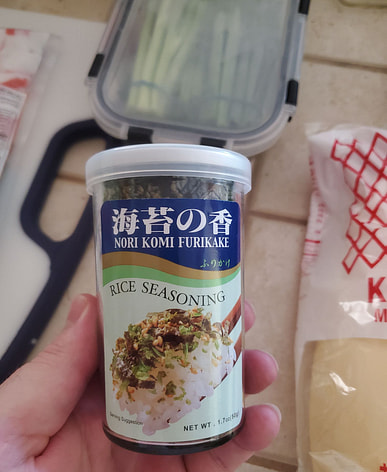 海苔の香
NORI KOMI FURIKAKE
ふりかけ
RICE SEASONING
Serving Suggestion
NET WT. 1.7oz(50g)
K
M